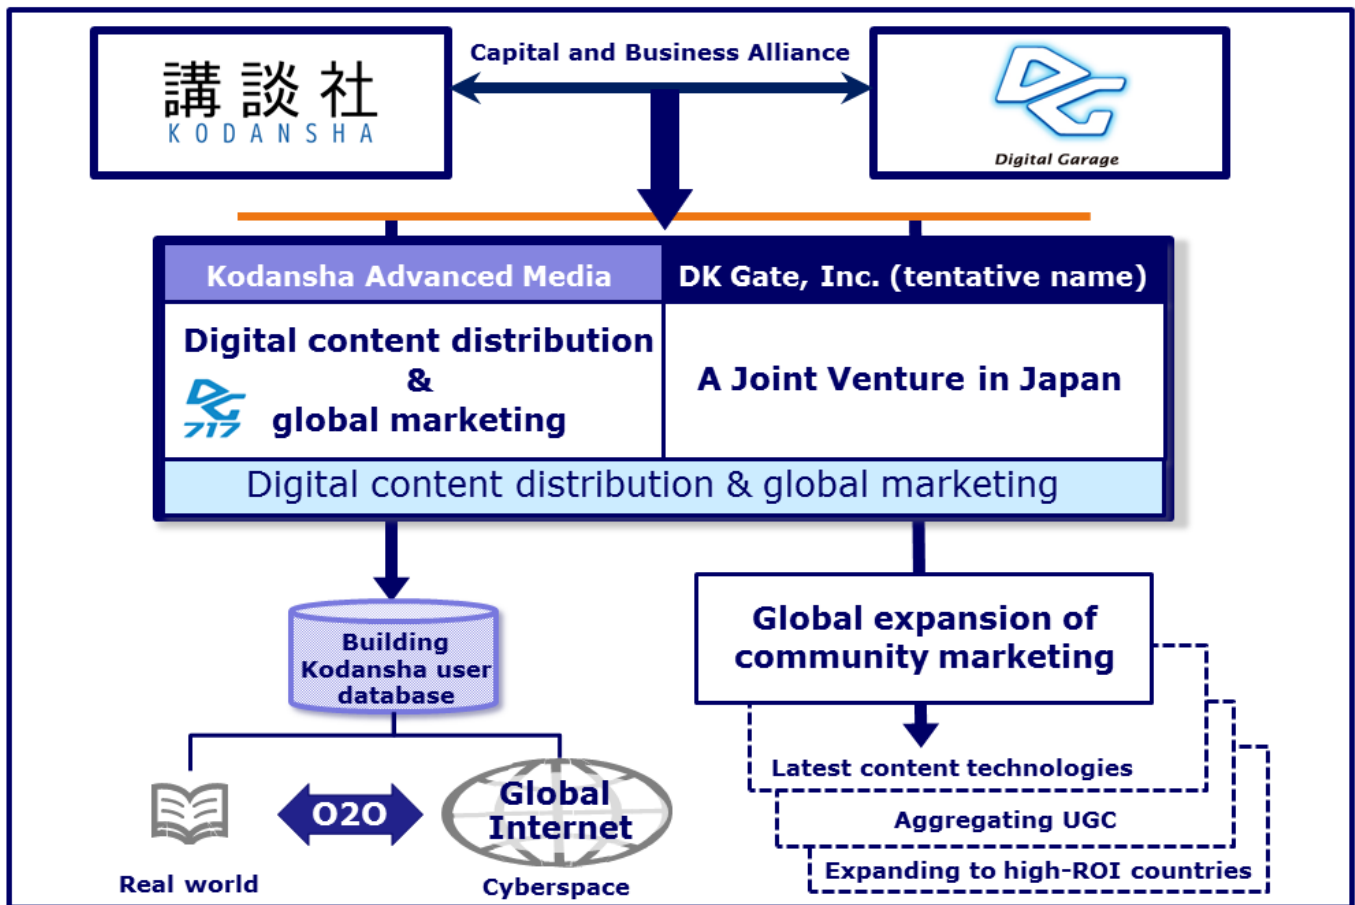 講談社
KODANSHA
Capital and Business Alliance
DG
Digital Garage
Kodansha Advanced Media
DK Gate, Inc. (tentative name)
Digital content distribution
&
global marketing
DG
717
A Joint Venture in Japan
Digital content distribution & global marketing
Building
Kodansha user
database
Global expansion of
community marketing
Latest content technologies
Aggregating UGC
Expanding to high-ROI countries
O2O
Global
Internet
Real world
Cyberspace